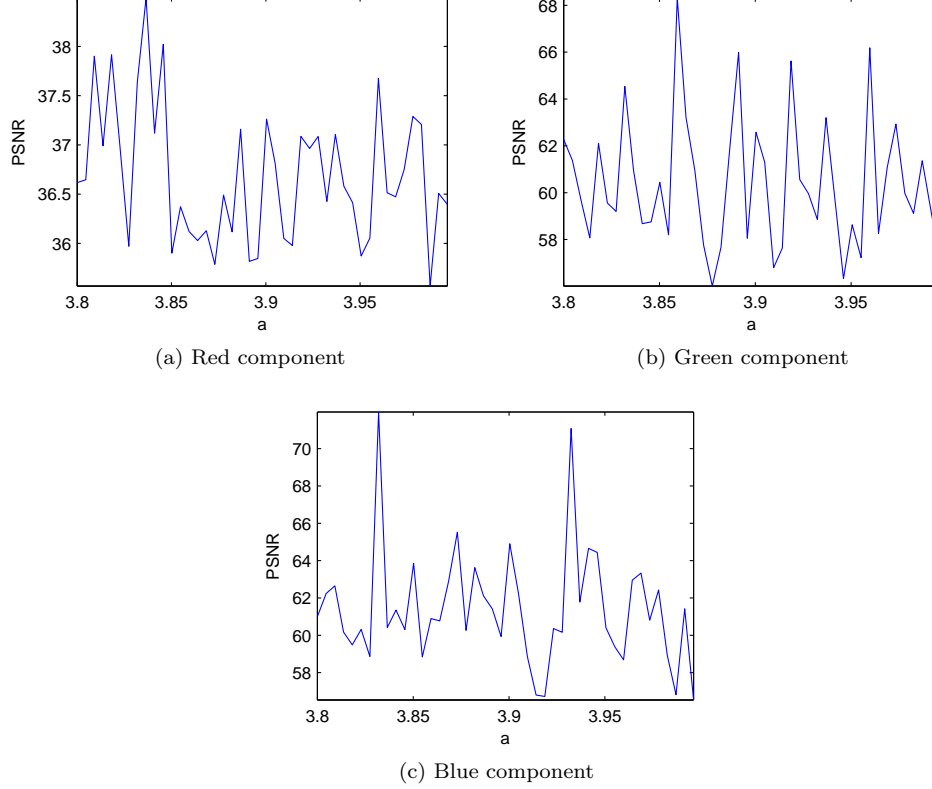 38
37.5
37
36.5
36
PSNR
3.8 3.85 3.9 3.95
a
(a) Red component
68
66
64
62
60
58
PSNR
3.8 3.85 3.9 3.95
a
(b) Green component
70
68
66
64
62
60
58
PSNR
3.8 3.85 3.9 3.95
a
(c) Blue component